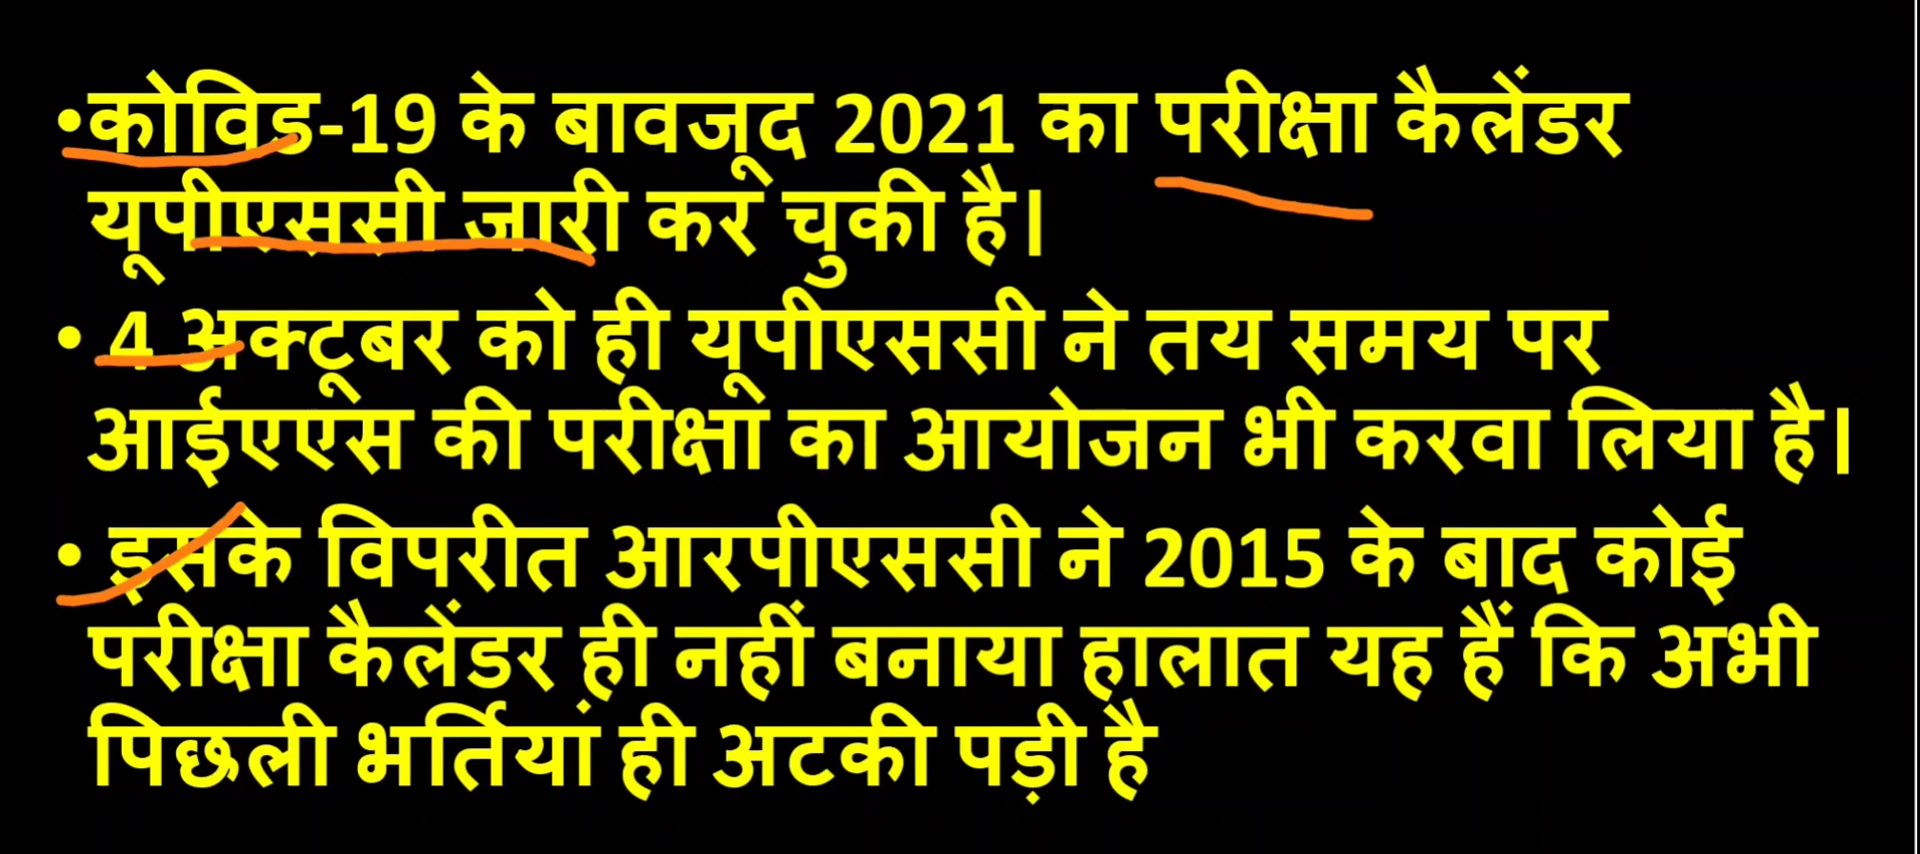 •कोविड-19 के बावजूद 2021 का परीक्षा कैलेंडर
यूपीएससी जारी कर चुकी है।
• 4 अक्टूबर को ही यूपीएससी ने तय समय पर
आईएएस की परीक्षा का आयोजन भी करवा लिया है।
• इसके विपरीत आरपीएससी ने 2015 के बाद कोई
परीक्षा कैलेंडर ही नहीं बनाया हालात यह हैं कि अभी
पिछली भर्तियां ही अटकी पड़ी है